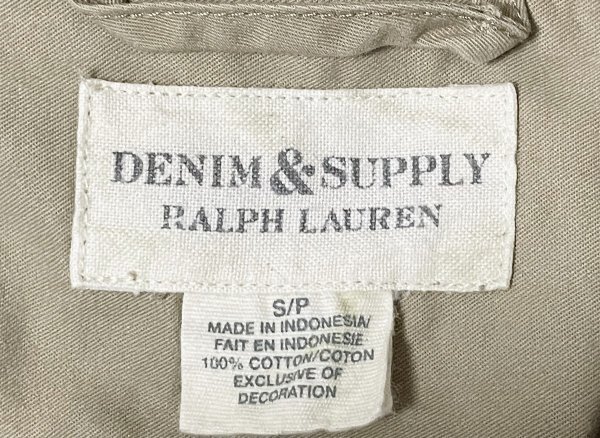 DENIM & SUPPLY
RALPH LAUREN
S/P
MADE IN INDONESIA/
FAIT EN INDONESIE
100% COTTON/COTON
EXCLUSIVE OF
DECORATION